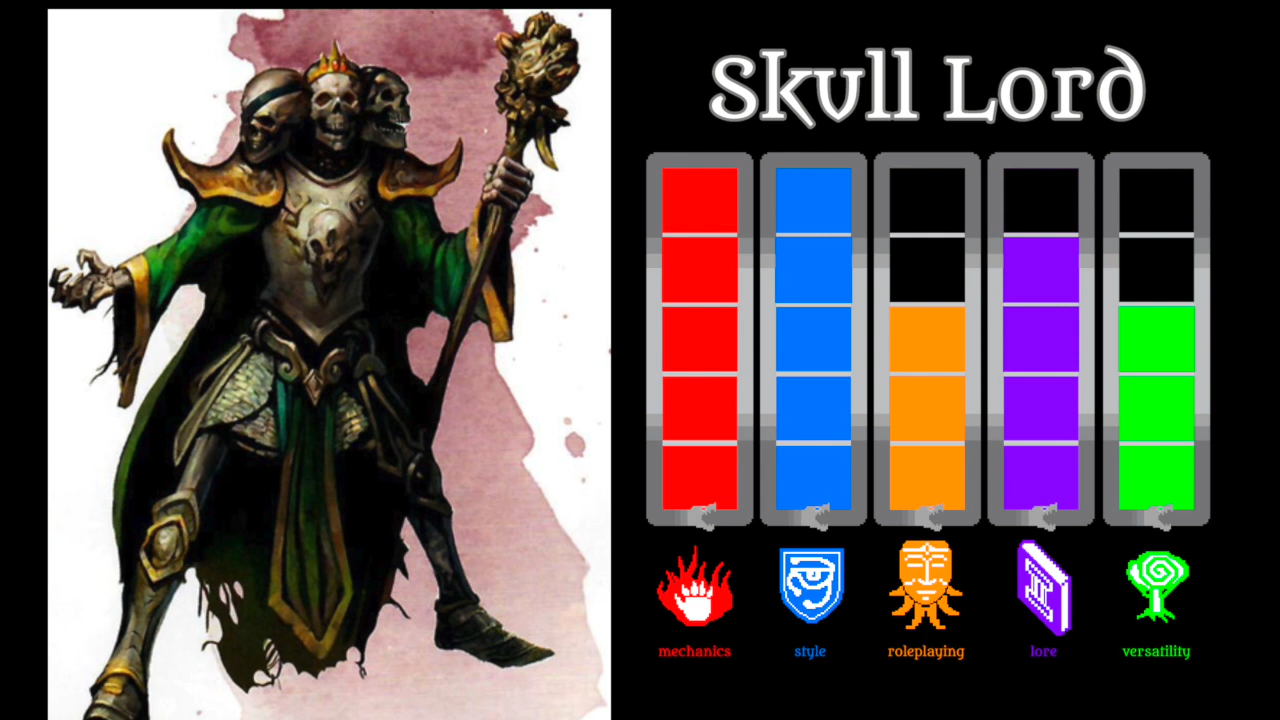 Skull Lord
mechanics
style
roleplaying
lore
versatility